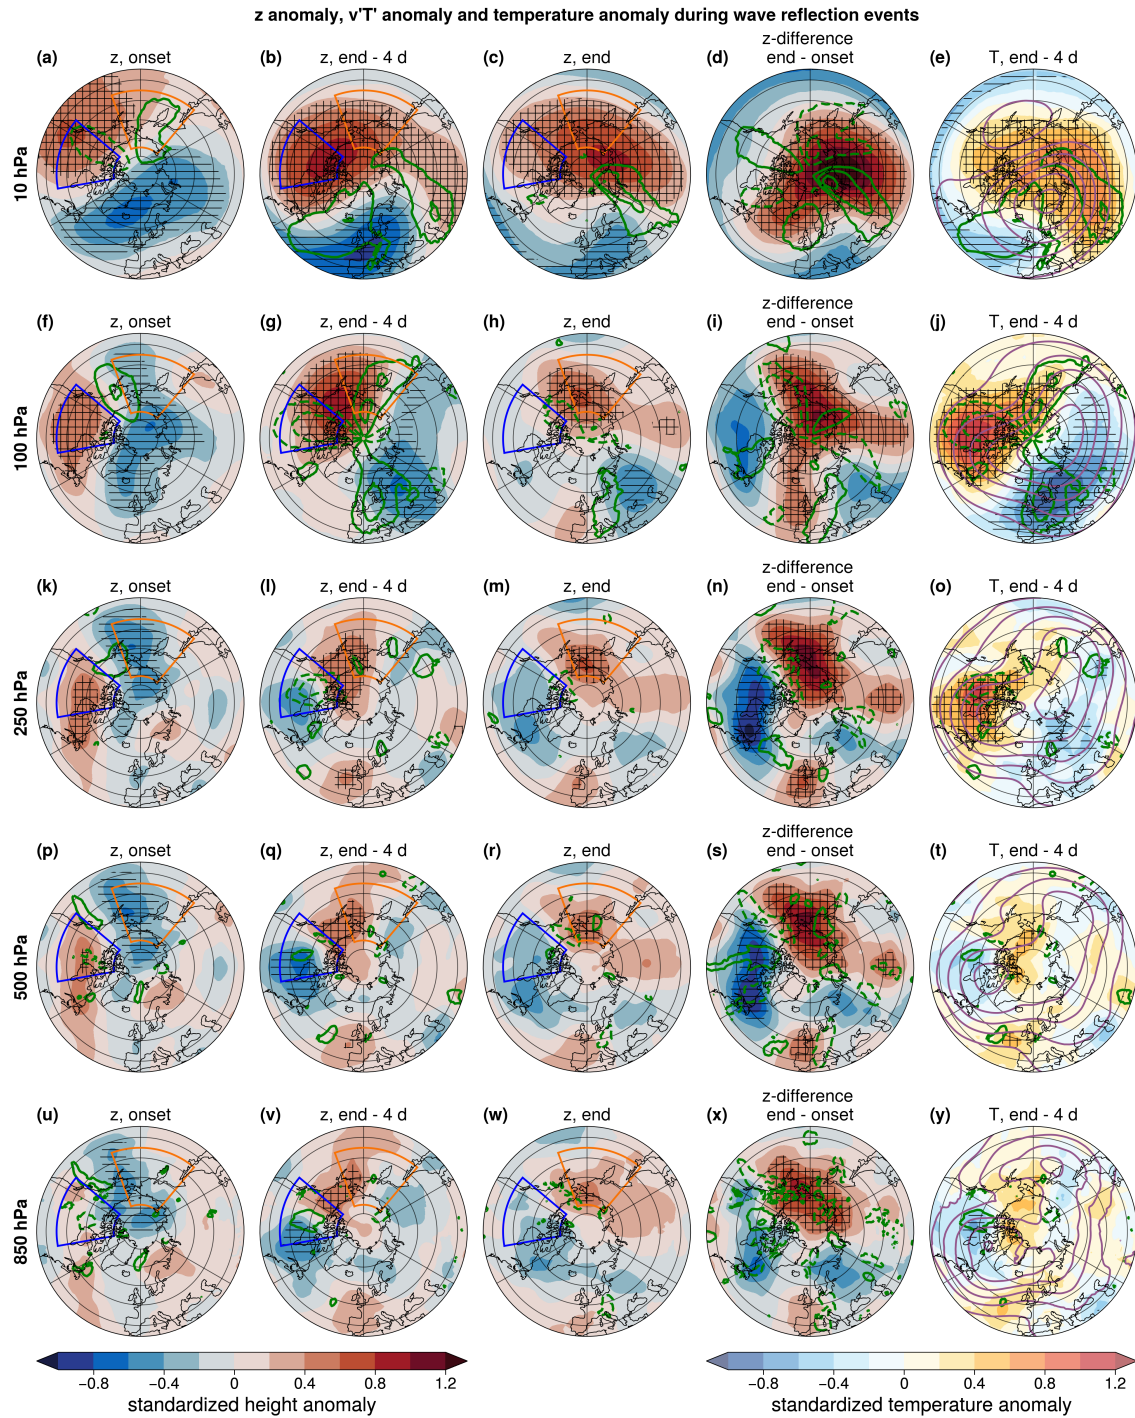 z anomaly, v'T' anomaly and temperature anomaly during wave reflection events
(a) z, onset
(b) z, end - 4 d
(c) z, end
(d) z-difference
end - onset
(e) T, end - 4 d
10 hPa
(f) z, onset
(g) z, end - 4 d
(h) z, end
(i) z-difference
end - onset
(j) T, end - 4 d
100 hPa
(k) z, onset
(l) z, end - 4 d
(m) z, end
(n) z-difference
end - onset
(o) T, end - 4 d
250 hPa
(p) z, onset
(q) z, end - 4 d
(r) z, end
(s) z-difference
end - onset
(t) T, end - 4 d
500 hPa
(u) z, onset
(v) z, end - 4 d
(w) z, end
(x) z-difference
end - onset
(y) T, end - 4 d
850 hPa
−0.8 −0.4 0 0.4 0.8 1.2
standardized height anomaly
−0.8 −0.4 0 0.4 0.8 1.2
standardized temperature anomaly